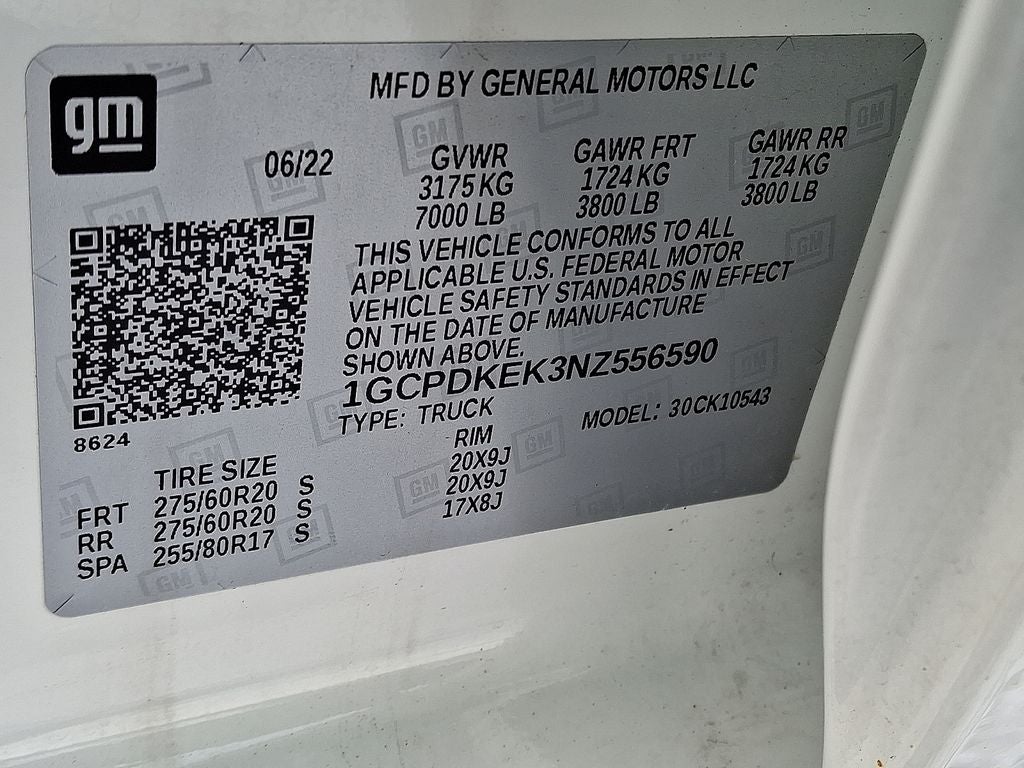 gm
MFD BY GENERAL MOTORS LLC
06/22
GVWR GAWR FRT GAWR RR
3175 KG 1724 KG 1724 KG
7000 LB 3800 LB 3800 LB
THIS VEHICLE CONFORMS TO ALL
APPLICABLE U.S. FEDERAL MOTOR
VEHICLE SAFETY STANDARDS IN EFFECT
ON THE DATE OF MANUFACTURE
SHOWN ABOVE.
1GCPDKEK3NZ556590
TYPE: TRUCK MODEL: 30CK10543
8624
TIRE SIZE RIM
FRT 275/60R20 S 20X9J
RR 275/60R20 S 20X9J
SPA 255/80R17 S 17X8J